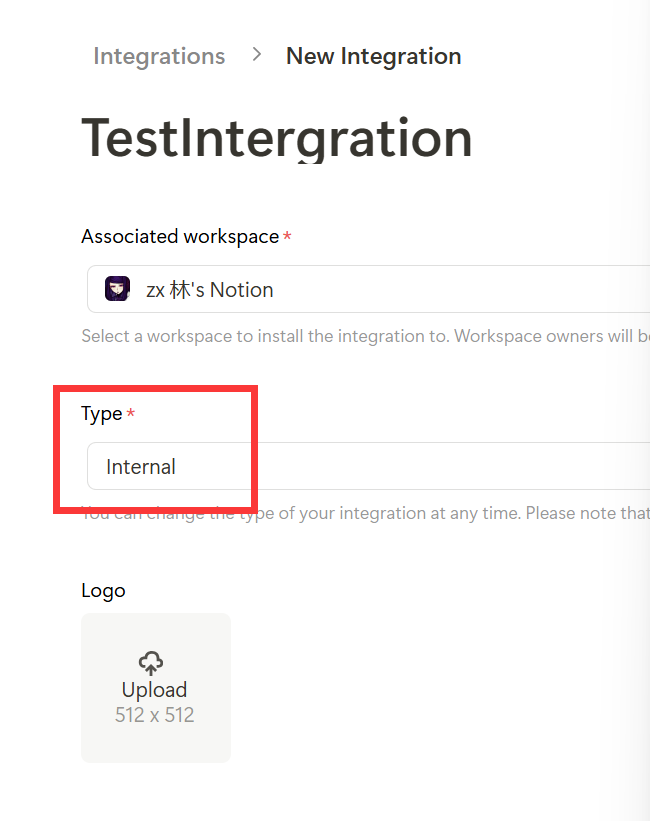 Integrations > New Integration
TestIntergration
Associated workspace *
zx 林's Notion
Select a workspace to install the integration to. Workspace owners will b
Type *
Internal
You can change the type of your integration at any time. Please note that
Logo
Upload
512 x 512